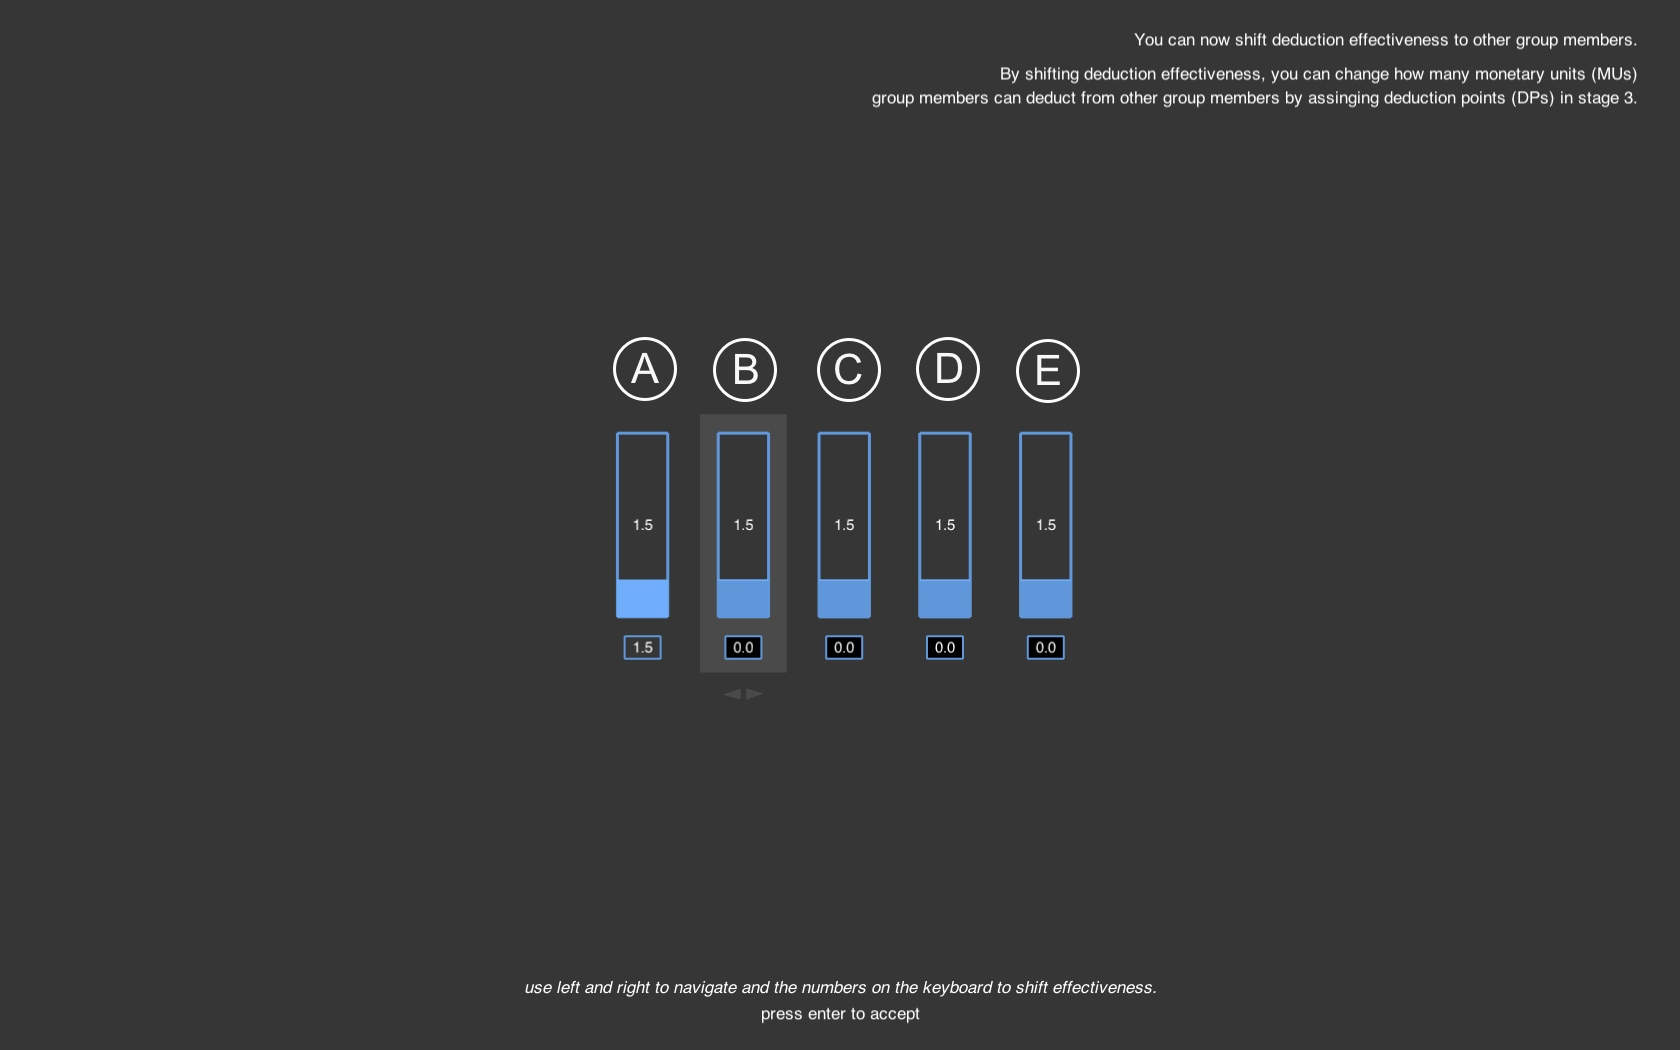 You can now shift deduction effectiveness to other group members.
By shifting deduction effectiveness, you can change how many monetary units (MUs)
group members can deduct from other group members by assinging deduction points (DPs) in stage 3.
A B C D E
1.5 1.5 1.5 1.5 1.5
1.5 0.0 0.0 0.0 0.0
use left and right to navigate and the numbers on the keyboard to shift effectiveness.
press enter to accept